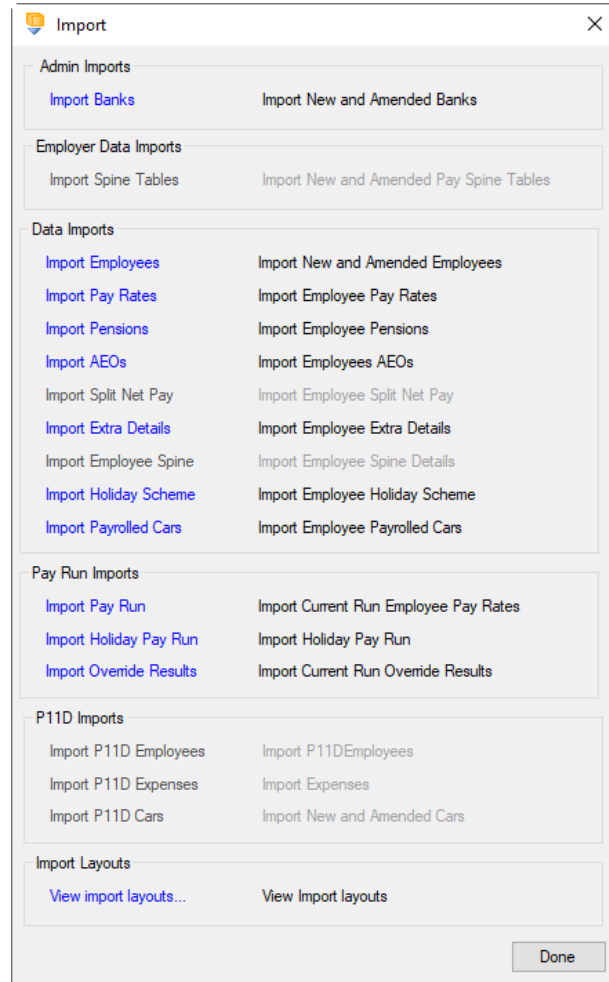 Import
Admin Imports
Import Banks Import New and Amended Banks
Employer Data Imports
Import Spine Tables Import New and Amended Pay Spine Tables
Data Imports
Import Employees Import New and Amended Employees
Import Pay Rates Import Employee Pay Rates
Import Pensions Import Employee Pensions
Import AEOs Import Employees AEOs
Import Split Net Pay Import Employee Split Net Pay
Import Extra Details Import Employee Extra Details
Import Employee Spine Import Employee Spine Details
Import Holiday Scheme Import Employee Holiday Scheme
Import Payrolled Cars Import Employee Payrolled Cars
Pay Run Imports
Import Pay Run Import Current Run Employee Pay Rates
Import Holiday Pay Run Import Holiday Pay Run
Import Override Results Import Current Run Override Results
P11D Imports
Import P11D Employees Import P11DEmployees
Import P11D Expenses Import Expenses
Import P11D Cars Import New and Amended Cars
Import Layouts
View import layouts... View Import layouts
Done